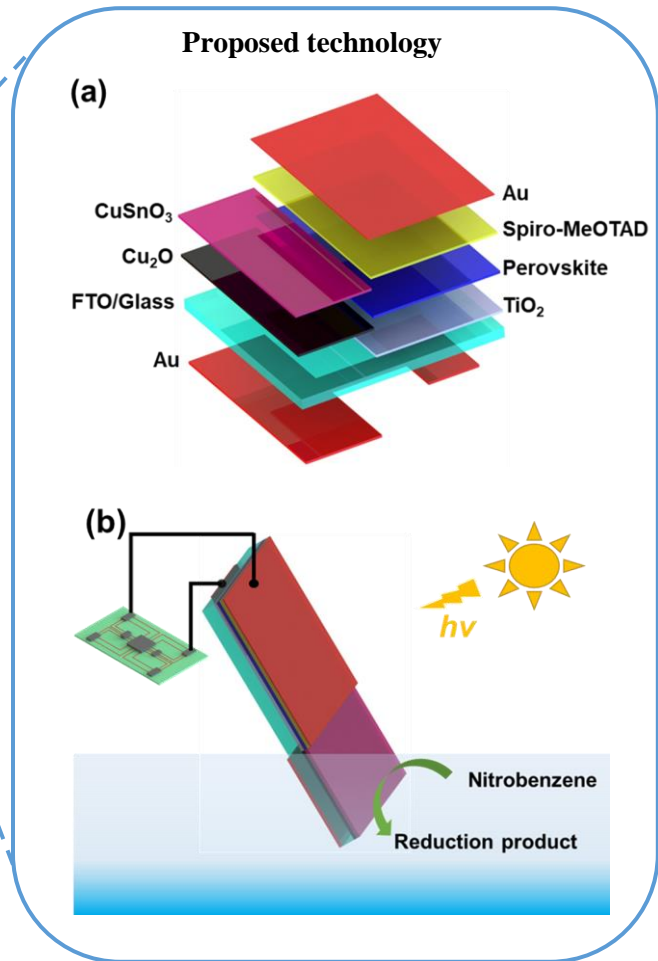 Proposed technology
(a)
Au
CuSnO₃
Spiro-MeOTAD
Cu₂O
Perovskite
FTO/Glass
TiO₂
Au
(b)
hv
Nitrobenzene
Reduction product